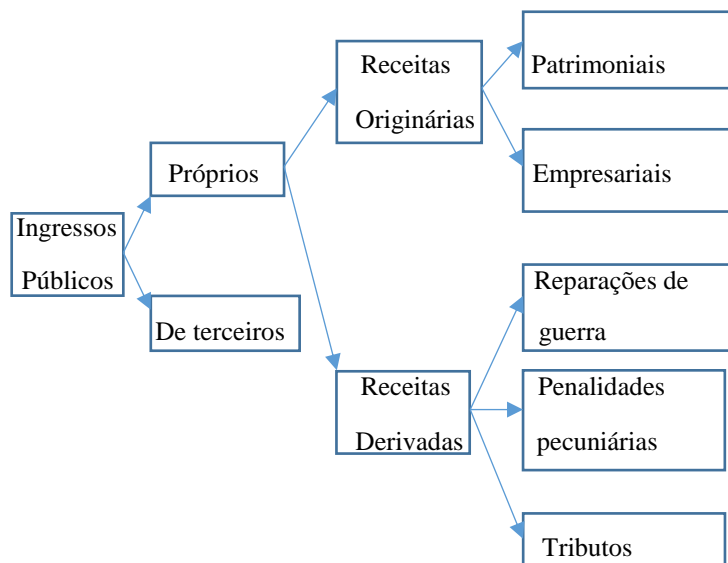 Receitas
Originárias
Patrimoniais
Empresariais
Próprios
Ingressos
Públicos
De terceiros
Reparações de
guerra
Receitas
Derivadas
Penalidades
pecuniárias
Tributos